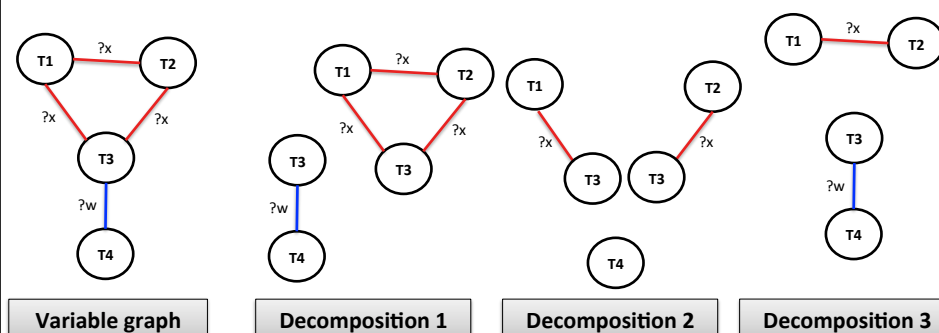 ?x
T1
T2
?x
?x
T3
?w
T4
Variable graph
?x
T1
T2
?x
?x
T3
T3
?w
T4
Decomposition 1
T1
T2
?x
?x
T3
T3
T4
Decomposition 2
?x
T1
T2
T3
?w
T4
Decomposition 3